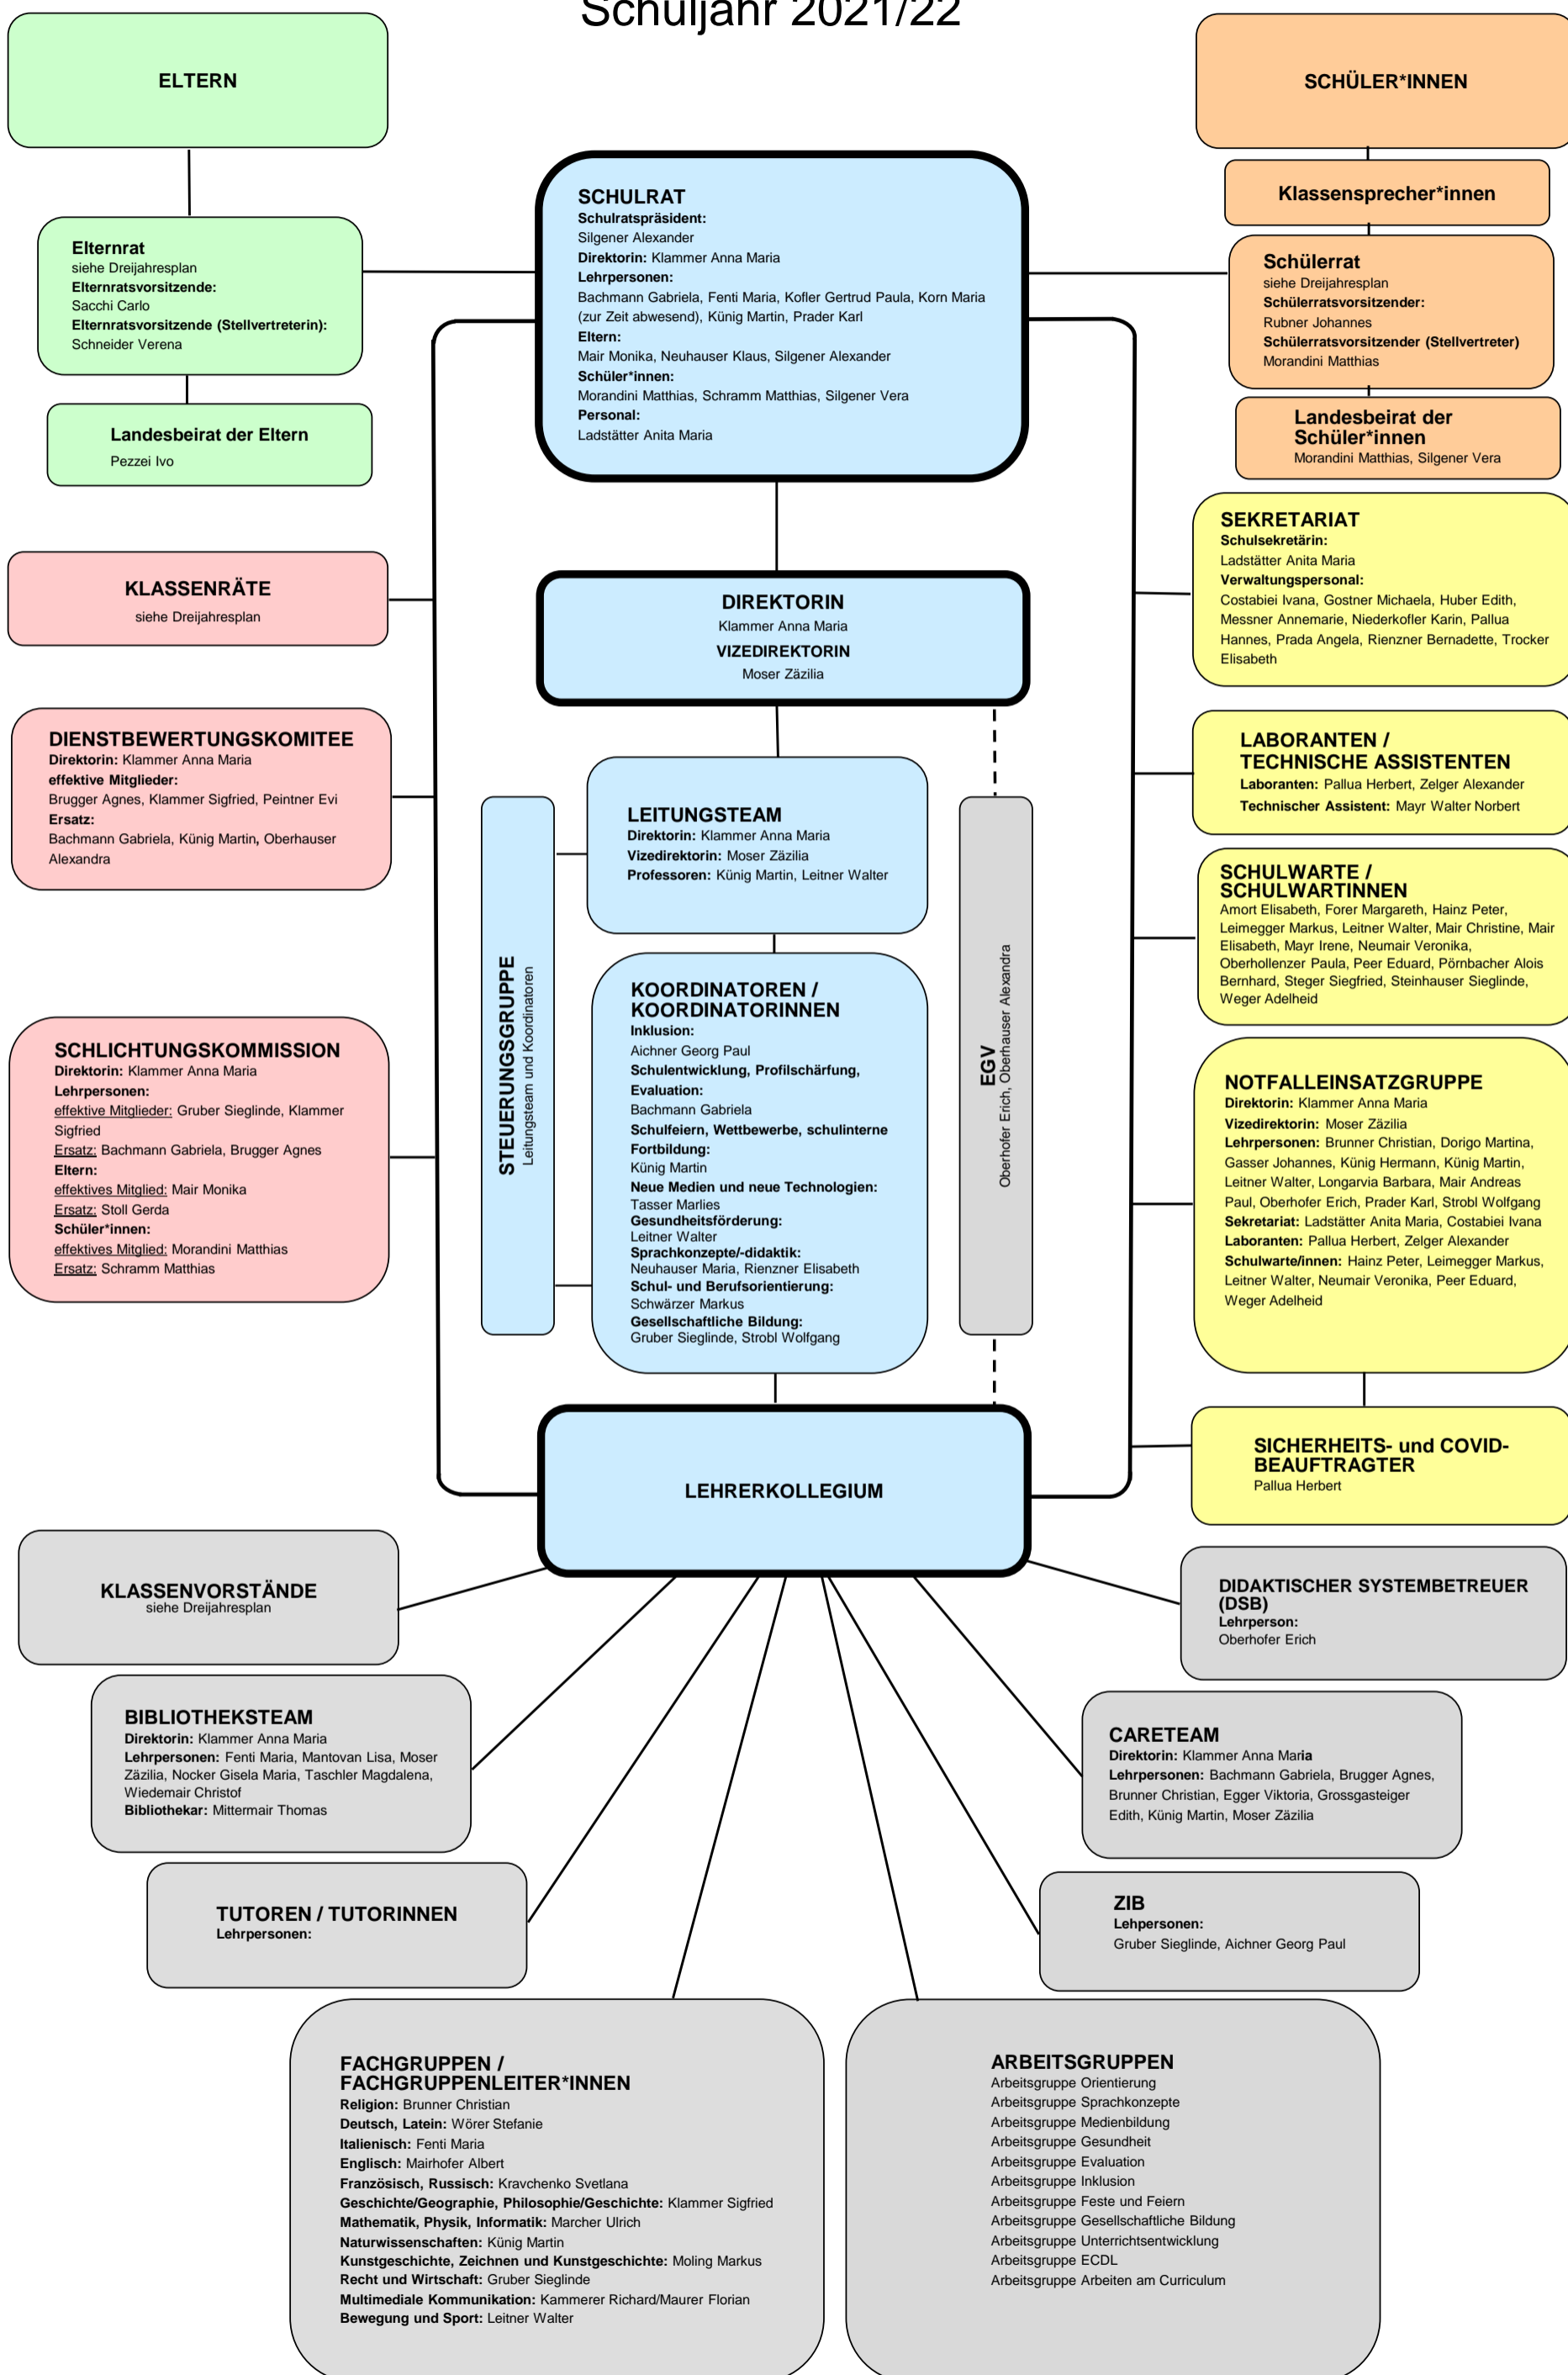 Schuljahr 2021/22
ELTERN
SCHÜLER*INNEN
Klassensprecher*innen
SCHULRAT
Schulratspräsident:
Silgener Alexander
Direktorin: Klammer Anna Maria
Lehrpersonen:
Bachmann Gabriela, Fenti Maria, Kofler Gertrud Paula, Korn Maria
(zur Zeit abwesend), Künig Martin, Prader Karl
Eltern:
Mair Monika, Neuhauser Klaus, Silgener Alexander
Schüler*innen:
Morandini Matthias, Schramm Matthias, Silgener Vera
Personal:
Ladstätter Anita Maria
Elternrat
siehe Dreijahresplan
Elternratsvorsitzende:
Sacchi Carlo
Elternratsvorsitzende (Stellvertreterin):
Schneider Verena
Schülerrat
siehe Dreijahresplan
Schülerratsvorsitzender:
Rubner Johannes
Schülerratsvorsitzender (Stellvertreter)
Morandini Matthias
Landesbeirat der Eltern
Pezzei Ivo
Landesbeirat der
Schüler*innen
Morandini Matthias, Silgener Vera
SEKRETARIAT
Schulsekretärin:
Ladstätter Anita Maria
Verwaltungspersonal:
Costabiei Ivana, Gostner Michaela, Huber Edith,
Messner Annemarie, Niederkofler Karin, Pallua
Hannes, Prada Angela, Rienzner Bernadette, Trocker
Elisabeth
KLASSENRÄTE
siehe Dreijahresplan
DIREKTORIN
Klammer Anna Maria
VIZEDIREKTORIN
Moser Zäzilia
DIENSTBEWERTUNGSKOMITEE
Direktorin: Klammer Anna Maria
effektive Mitglieder:
Brugger Agnes, Klammer Sigfried, Peintner Evi
Ersatz:
Bachmann Gabriela, Künig Martin, Oberhauser
Alexandra
LABORANTEN /
TECHNISCHE ASSISTENTEN
Laboranten: Pallua Herbert, Zelger Alexander
Technischer Assistent: Mayr Walter Norbert
LEITUNGSTEAM
Direktorin: Klammer Anna Maria
Vizedirektorin: Moser Zäzilia
Professoren: Künig Martin, Leitner Walter
SCHULWARTE /
SCHULWARTINNEN
Amort Elisabeth, Forer Margareth, Hainz Peter,
Leimegger Markus, Leitner Walter, Mair Christine, Mair
Elisabeth, Mayr Irene, Neumair Veronika,
Oberhollenzer Paula, Peer Eduard, Pörnbacher Alois
Bernhard, Steger Siegfried, Steinhauser Sieglinde,
Weger Adelheid
STEUERUNGSGRUPPE
Leitungsteam und Koordinatoren
KOORDINATOREN /
KOORDINATORINNEN
Inklusion:
Aichner Georg Paul
Schulentwicklung, Profilschärfung,
Evaluation:
Bachmann Gabriela
Schulfeiern, Wettbewerbe, schulinterne
Fortbildung:
Künig Martin
Neue Medien und neue Technologien:
Tasser Marlies
Gesundheitsförderung:
Leitner Walter
Sprachkonzepte/-didaktik:
Neuhauser Maria, Rienzner Elisabeth
Schul- und Berufsorientierung:
Schwärzer Markus
Gesellschaftliche Bildung:
Gruber Sieglinde, Strobl Wolfgang
EGV
Oberhofer Erich, Oberhauser Alexandra
SCHLICHTUNGSKOMMISSION
Direktorin: Klammer Anna Maria
Lehrpersonen:
effektive Mitglieder: Gruber Sieglinde, Klammer
Sigfried
Ersatz: Bachmann Gabriela, Brugger Agnes
Eltern:
effektives Mitglied: Mair Monika
Ersatz: Stoll Gerda
Schüler*innen:
effektives Mitglied: Morandini Matthias
Ersatz: Schramm Matthias
NOTFALLEINSATZGRUPPE
Direktorin: Klammer Anna Maria
Vizedirektorin: Moser Zäzilia
Lehrpersonen: Brunner Christian, Dorigo Martina,
Gasser Johannes, Künig Hermann, Künig Martin,
Leitner Walter, Longarvia Barbara, Mair Andreas
Paul, Oberhofer Erich, Prader Karl, Strobl Wolfgang
Sekretariat: Ladstätter Anita Maria, Costabiei Ivana
Laboranten: Pallua Herbert, Zelger Alexander
Schulwarte/innen: Hainz Peter, Leimegger Markus,
Leitner Walter, Neumair Veronika, Peer Eduard,
Weger Adelheid
LEHRERKOLLEGIUM
SICHERHEITS- und COVID-
BEAUFTRAGTER
Pallua Herbert
KLASSENVORSTÄNDE
siehe Dreijahresplan
DIDAKTISCHER SYSTEMBETREUER
(DSB)
Lehrperson:
Oberhofer Erich
BIBLIOTHEKSTEAM
Direktorin: Klammer Anna Maria
Lehrpersonen: Fenti Maria, Mantovan Lisa, Moser
Zäzilia, Nocker Gisela Maria, Taschler Magdalena,
Wiedemair Christof
Bibliothekar: Mittermair Thomas
CARETEAM
Direktorin: Klammer Anna Maria
Lehrpersonen: Bachmann Gabriela, Brugger Agnes,
Brunner Christian, Egger Viktoria, Grossgasteiger
Edith, Künig Martin, Moser Zäzilia
TUTOREN / TUTORINNEN
Lehrpersonen:
ZIB
Lehpersonen:
Gruber Sieglinde, Aichner Georg Paul
FACHGRUPPEN /
FACHGRUPPENLEITER*INNEN
Religion: Brunner Christian
Deutsch, Latein: Wörer Stefanie
Italienisch: Fenti Maria
Englisch: Mairhofer Albert
Französisch, Russisch: Kravchenko Svetlana
Geschichte/Geographie, Philosophie/Geschichte: Klammer Sigfried
Mathematik, Physik, Informatik: Marcher Ulrich
Naturwissenschaften: Künig Martin
Kunstgeschichte, Zeichnen und Kunstgeschichte: Moling Markus
Recht und Wirtschaft: Gruber Sieglinde
Multimediale Kommunikation: Kammerer Richard/Maurer Florian
Bewegung und Sport: Leitner Walter
ARBEITSGRUPPEN
Arbeitsgruppe Orientierung
Arbeitsgruppe Sprachkonzepte
Arbeitsgruppe Medienbildung
Arbeitsgruppe Gesundheit
Arbeitsgruppe Evaluation
Arbeitsgruppe Inklusion
Arbeitsgruppe Feste und Feiern
Arbeitsgruppe Gesellschaftliche Bildung
Arbeitsgruppe Unterrichtsentwicklung
Arbeitsgruppe ECDL
Arbeitsgruppe Arbeiten am Curriculum